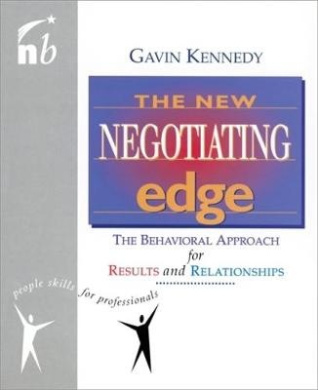 nb
GAVIN KENNEDY
THE NEW
NEGOTIATING
edge
THE BEHAVIORAL APPROACH
for
RESULTS and RELATIONSHIPS
people skills for professionals